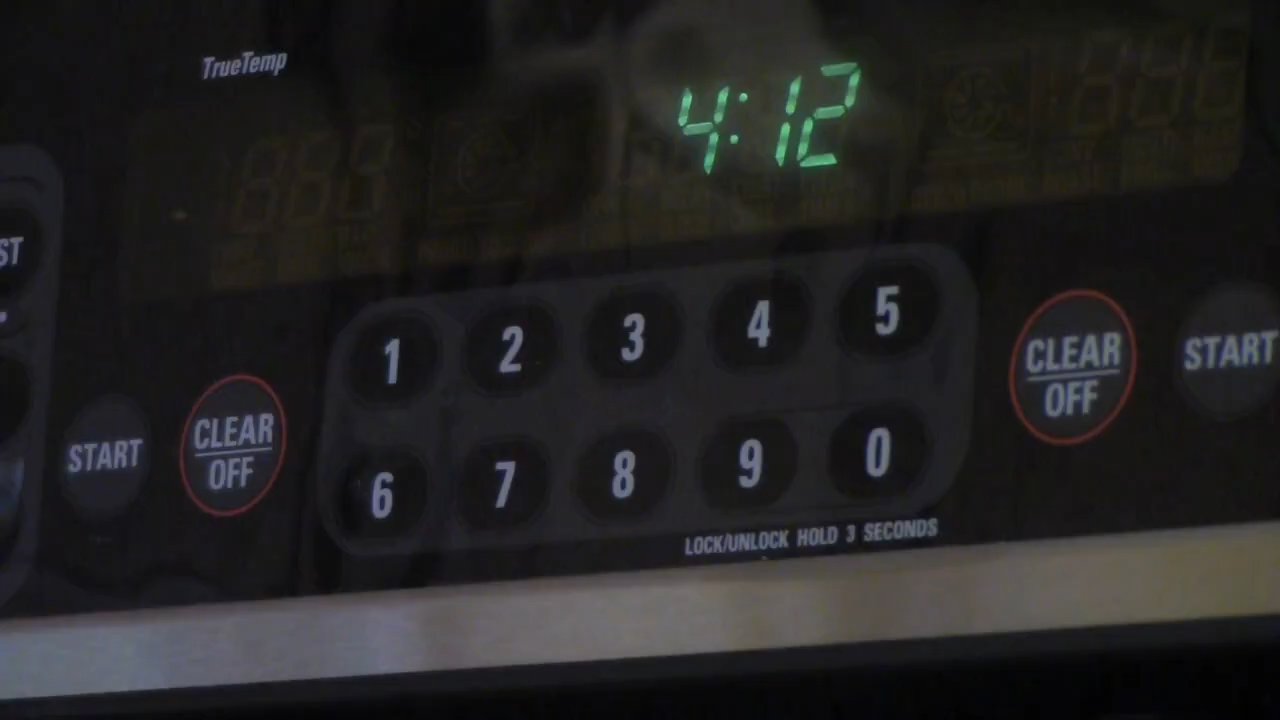 TrueTemp
4:12
ST
1 2 3 4 5
CLEAR
OFF
START
START
CLEAR
OFF
6 7 8 9 0
LOCK/UNLOCK HOLD 3 SECONDS